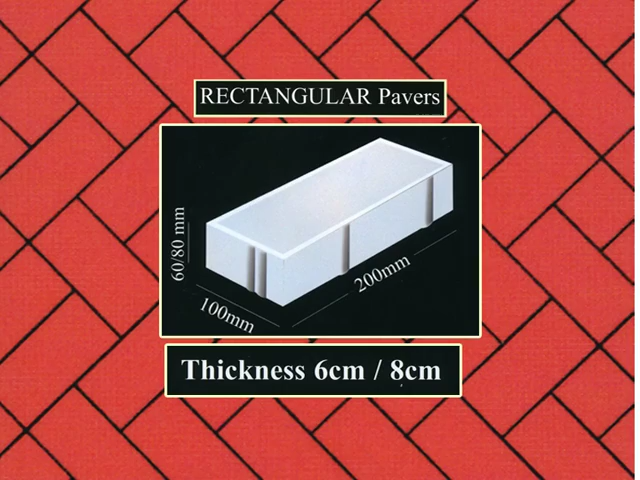 RECTANGULAR Pavers
60/80 mm
100mm
200mm
Thickness 6cm / 8cm